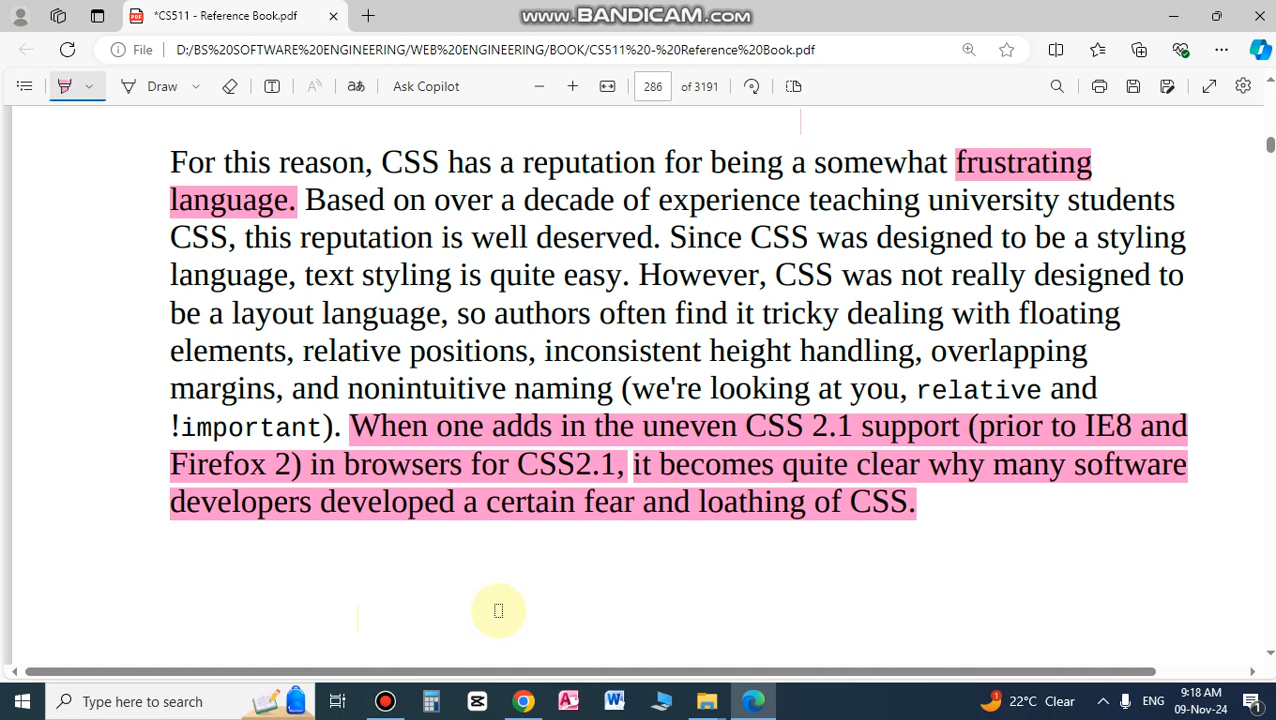 *CS511 - Reference Book.pdf
www.BANDICAM.com
File
D:/BS%20SOFTWARE%20ENGINEERING/WEB%20ENGINEERING/BOOK/CS511%20-%20Reference%20Book.pdf
Draw
T
aあ
Ask Copilot
286 of 3191
For this reason, CSS has a reputation for being a somewhat frustrating
language. Based on over a decade of experience teaching university students
CSS, this reputation is well deserved. Since CSS was designed to be a styling
language, text styling is quite easy. However, CSS was not really designed to
be a layout language, so authors often find it tricky dealing with floating
elements, relative positions, inconsistent height handling, overlapping
margins, and nonintuitive naming (we're looking at you, relative and
!important). When one adds in the uneven CSS 2.1 support (prior to IE8 and
Firefox 2) in browsers for CSS2.1, it becomes quite clear why many software
developers developed a certain fear and loathing of CSS.
Type here to search
22°C Clear
ENG
9:18 AM
09-Nov-24
1